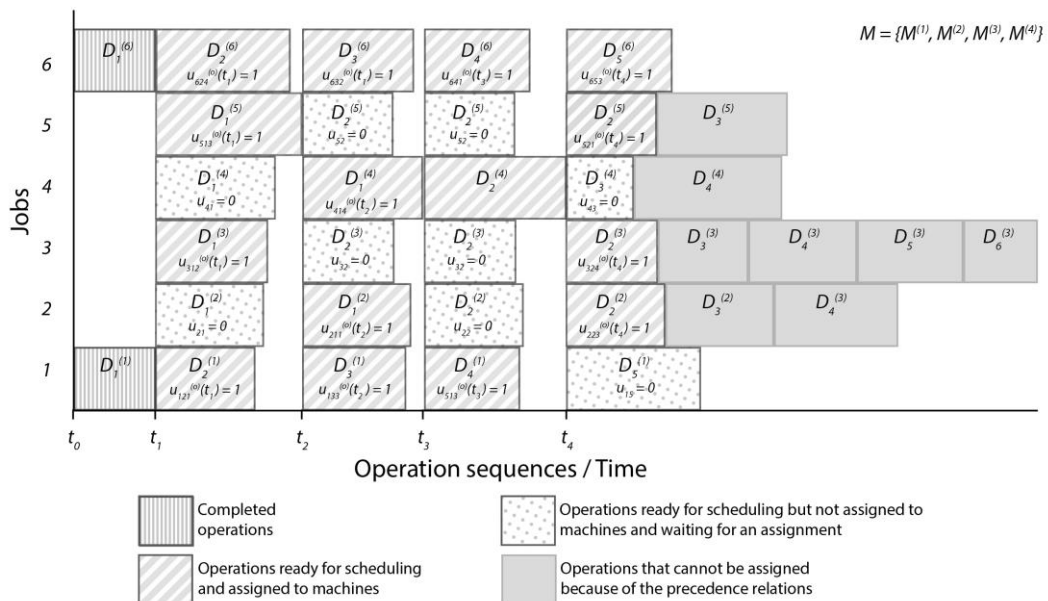 M = {M⁽¹⁾, M⁽²⁾, M⁽³⁾, M⁽⁴⁾}
Jobs
6
D₁⁽⁶⁾
D₂⁽⁶⁾
u₆₂₄⁽ᵒ⁾(t₁) = 1
D₃⁽⁶⁾
u₆₃₂⁽ᵒ⁾(t₁) = 1
D₄⁽⁶⁾
u₆₄₁⁽ᵒ⁾(t₃) = 1
D₅⁽⁶⁾
u₆₅₃⁽ᵒ⁾(t₄) = 1
5
D₁⁽⁵⁾
u₅₁₃⁽ᵒ⁾(t₁) = 1
D₂⁽⁵⁾
u₅₂ = 0
D₂⁽⁵⁾
u₅₂ = 0
D₂⁽⁵⁾
u₅₂₁⁽ᵒ⁾(t₄) = 1
D₃⁽⁵⁾
4
D₁⁽⁴⁾
u₄₁ = 0
D₁⁽⁴⁾
u₄₁₄⁽ᵒ⁾(t₂) = 1
D₂⁽⁴⁾
D₃⁽⁴⁾
u₄₃ = 0
D₄⁽⁴⁾
3
D₁⁽³⁾
u₃₁₂⁽ᵒ⁾(t₁) = 1
D₂⁽³⁾
u₃₂ = 0
D₂⁽³⁾
u₃₂ = 0
D₂⁽³⁾
u₃₂₄⁽ᵒ⁾(t₄) = 1
D₃⁽³⁾
D₄⁽³⁾
D₅⁽³⁾
D₆⁽³⁾
2
D₁⁽²⁾
u₂₁ = 0
D₁⁽²⁾
u₂₁₁⁽ᵒ⁾(t₂) = 1
D₂⁽²⁾
u₂₂ = 0
D₂⁽²⁾
u₂₂₃⁽ᵒ⁾(t₄) = 1
D₃⁽²⁾
D₄⁽³⁾
1
D₁⁽¹⁾
D₂⁽¹⁾
u₁₂₁⁽ᵒ⁾(t₁) = 1
D₃⁽¹⁾
u₁₃₃⁽ᵒ⁾(t₂) = 1
D₄⁽¹⁾
u₅₁₃⁽ᵒ⁾(t₃) = 1
D₅⁽¹⁾
u₁₅ = 0
t₀ t₁ t₂ t₃ t₄
Operation sequences / Time
Completed
operations
Operations ready for scheduling but not assigned to
machines and waiting for an assignment
Operations ready for scheduling
and assigned to machines
Operations that cannot be assigned
because of the precedence relations